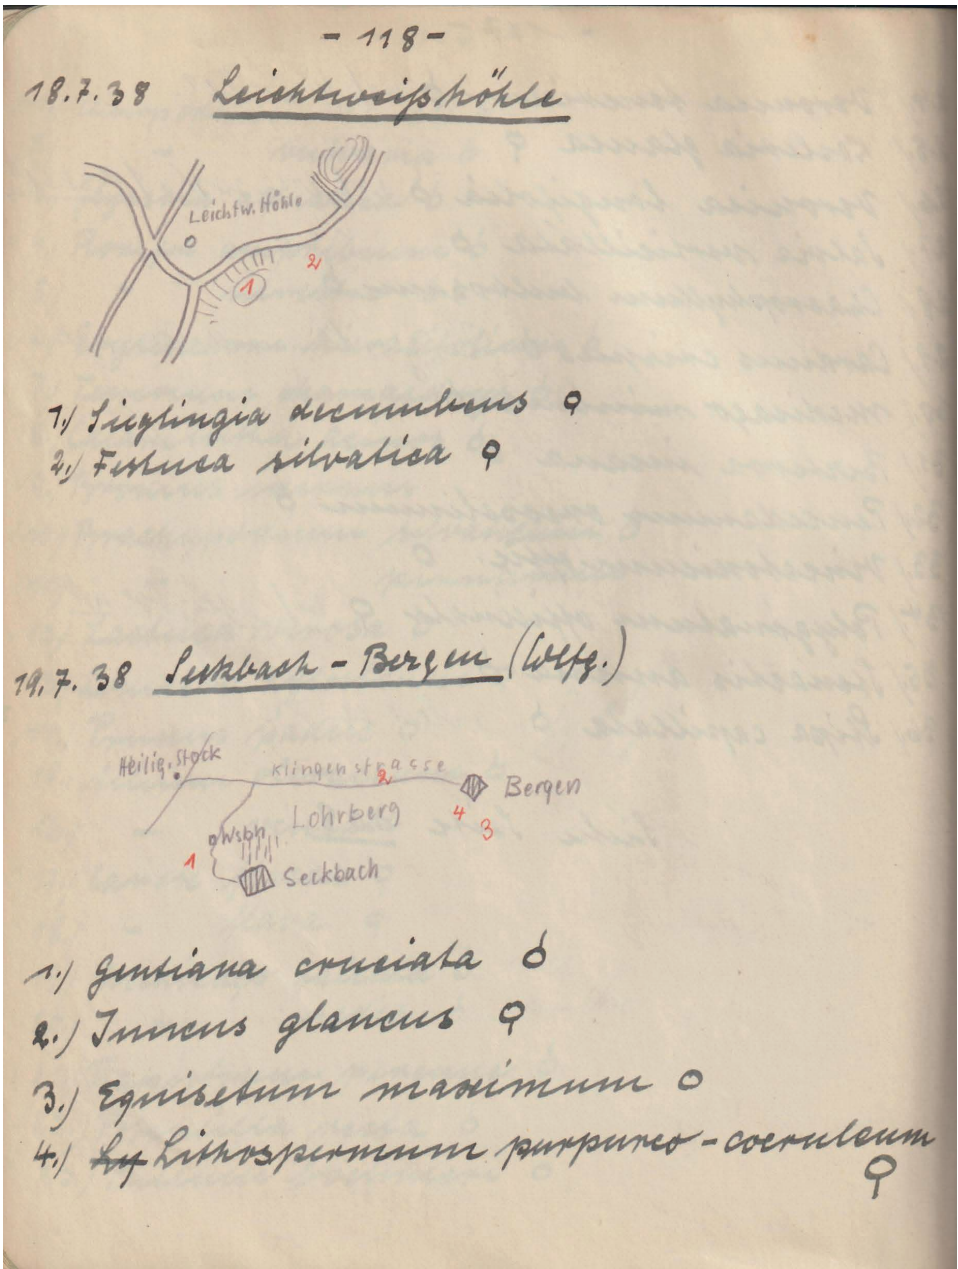 - 118 -
18.7.38 Leichtweißhöhle
Leichtw. Höhle
2
1
1.) Sieglingia decumbens ♀
2.) Festuca silvatica ♀
19.7.38 Seckbach - Bergen (Wlfg.)
Heilig. Stock
Klingenstrasse
2
Bergen
Lohrberg
4
3
Wsbh
1
Seckbach
1.) Gentiana cruciata
2.) Juncus glaucus ♀
3.) Equisetum maximum O
4.) Ly Lithospermum purpureo - coeruleum
♀